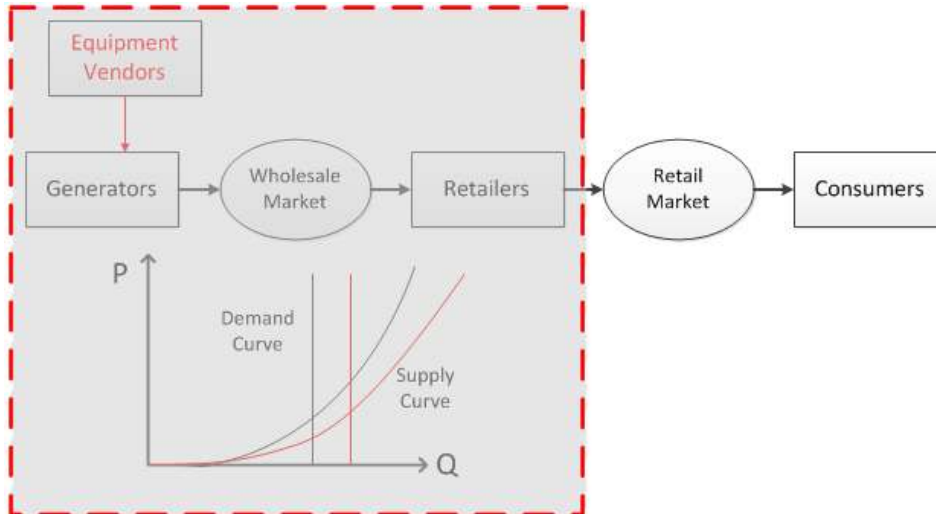 Equipment
Vendors
Generators
Wholesale
Market
Retailers
Retail
Market
Consumers
P
Demand
Curve
Supply
Curve
Q